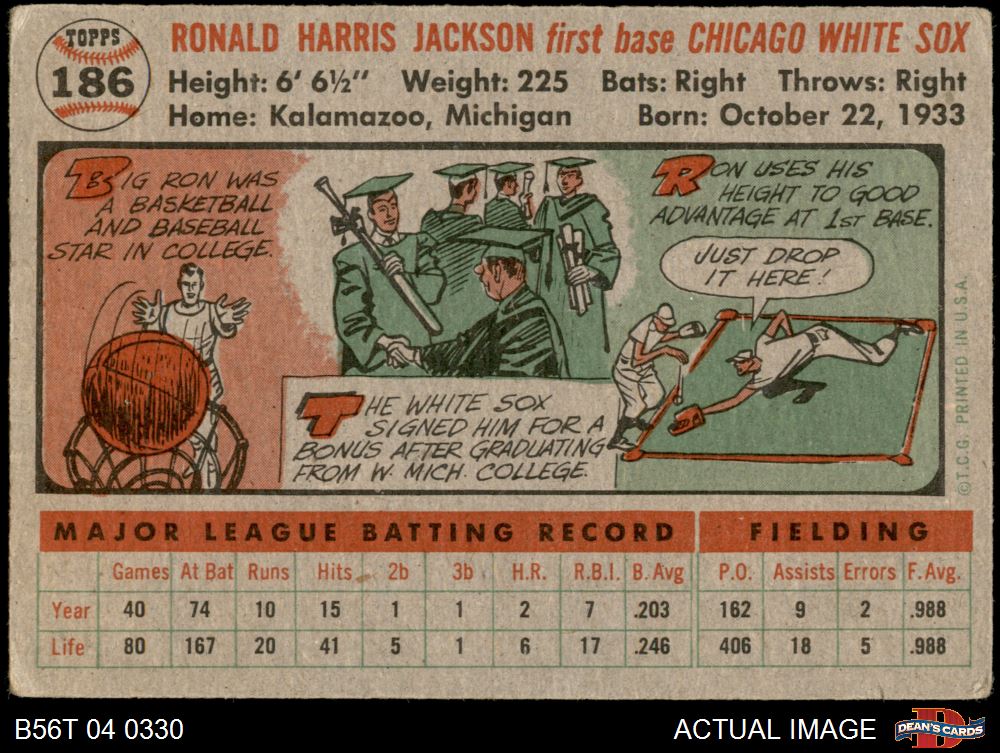 TOPPS
186
RONALD HARRIS JACKSON first base CHICAGO WHITE SOX
Height: 6' 6½" Weight: 225 Bats: Right Throws: Right
Home: Kalamazoo, Michigan Born: October 22, 1933
BIG RON WAS
A BASKETBALL
AND BASEBALL
STAR IN COLLEGE.
THE WHITE SOX
SIGNED HIM FOR A
BONUS AFTER GRADUATING
FROM W. MICH. COLLEGE.
RON USES HIS
HEIGHT TO GOOD
ADVANTAGE AT 1ST BASE.
JUST DROP
IT HERE!
©T.C.G. PRINTED IN U.S.A.
MAJOR LEAGUE BATTING RECORD FIELDING
Games At Bat Runs Hits 2b 3b H.R. R.B.I. B. Avg P.O. Assists Errors F. Avg.
Year 40 74 10 15 1 1 2 7 .203 162 9 2 .988
Life 80 167 20 41 5 1 6 17 .246 406 18 5 .988
B56T 04 0330 ACTUAL IMAGE DEAN'S CARDS